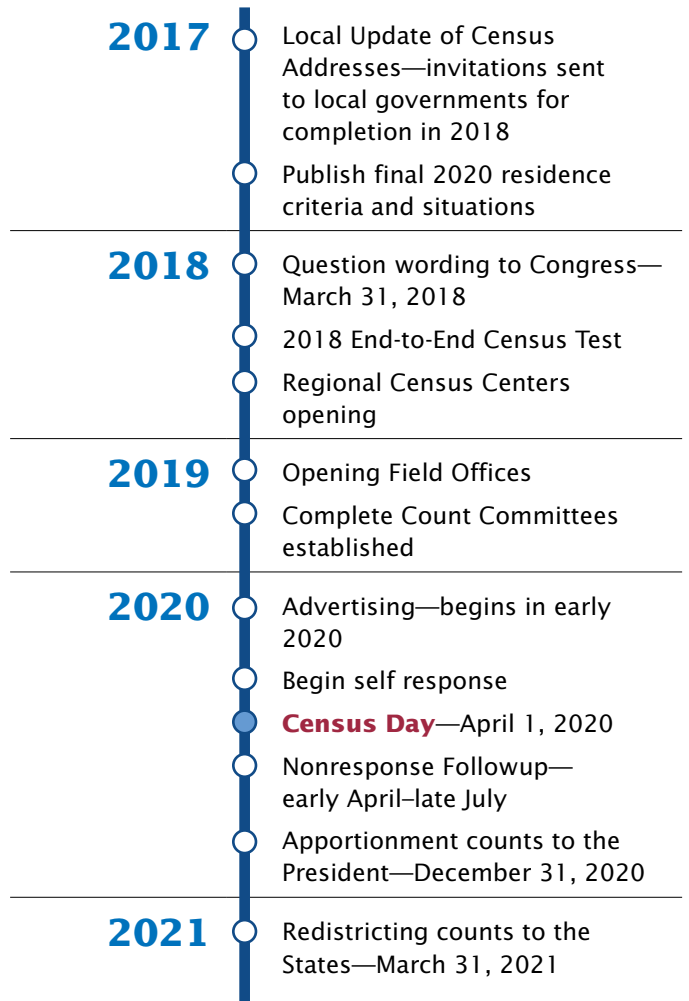 2017
Local Update of Census
Addresses—invitations sent
to local governments for
completion in 2018
Publish final 2020 residence
criteria and situations
2018
Question wording to Congress—
March 31, 2018
2018 End-to-End Census Test
Regional Census Centers
opening
2019
Opening Field Offices
Complete Count Committees
established
2020
Advertising—begins in early
2020
Begin self response
Census Day—April 1, 2020
Nonresponse Followup—
early April–late July
Apportionment counts to the
President—December 31, 2020
2021
Redistricting counts to the
States—March 31, 2021